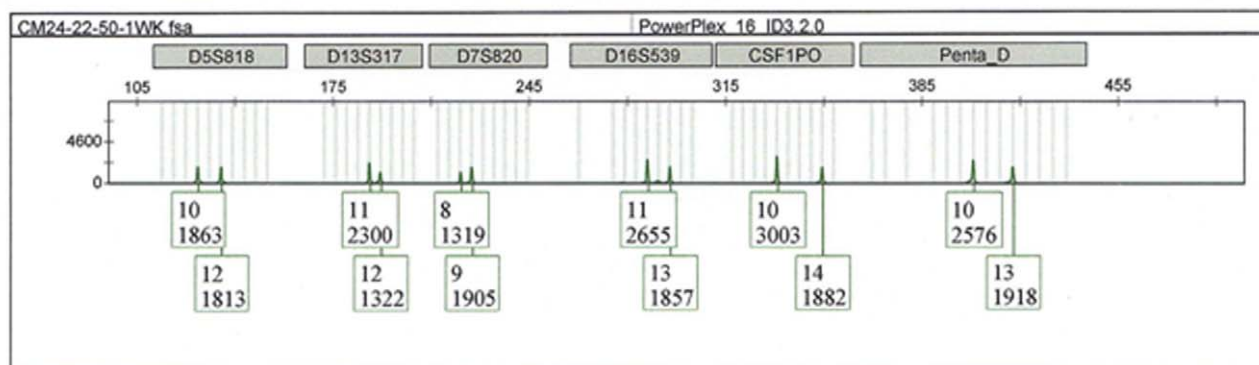 CM24-22-50-1WK.fsa PowerPlex_16_ID3.2.0
D5S818 D13S317 D7S820 D16S539 CSF1PO Penta_D
105 175 245 315 385 455
4600
0
10 11 8 11 10 10
1863 2300 1319 2655 3003 2576
12 12 9 13 14 13
1813 1322 1905 1857 1882 1918